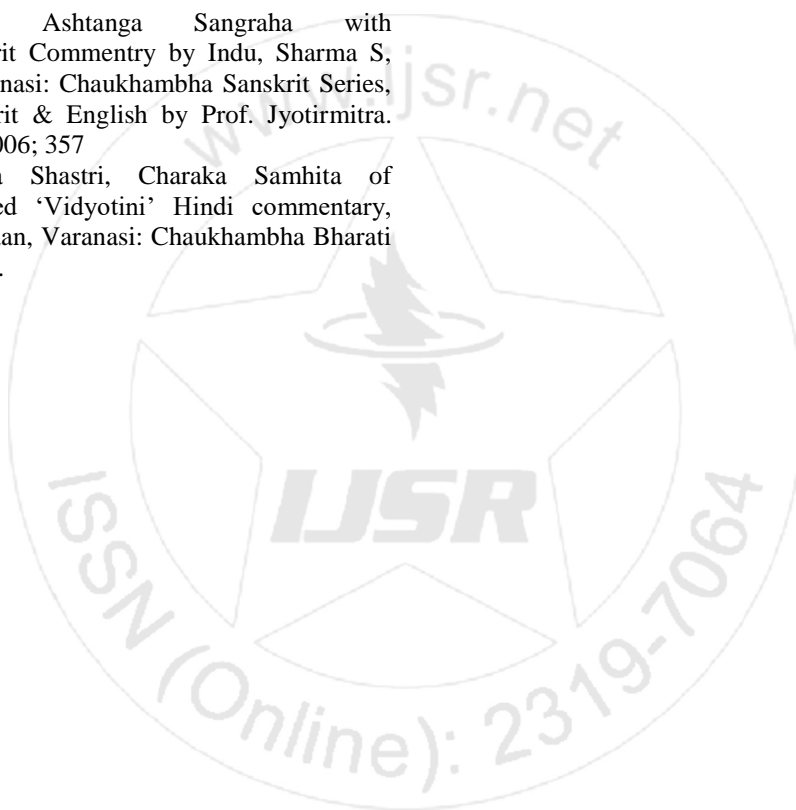 Ashtanga Sangraha with
rit Commentry by Indu, Sharma S,
nasi: Chaukhambha Sanskrit Series,
rit & English by Prof. Jyotirmitra.
006; 357
a Shastri, Charaka Samhita of
ed ‘Vidyotini’ Hindi commentary,
an, Varanasi: Chaukhambha Bharati
.
www.ijsr.net
IJSR
ISSN (Online): 2319-7064